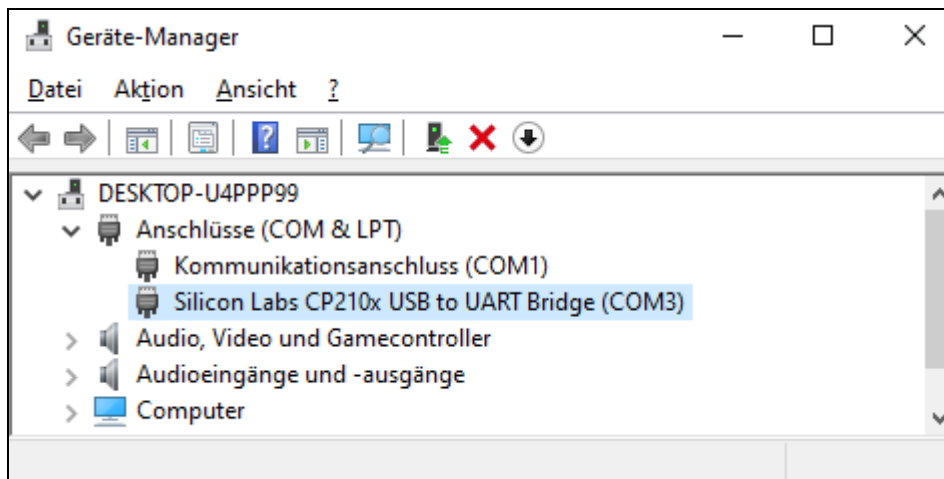 Geräte-Manager
Datei Aktion Ansicht ?
DESKTOP-U4PPP99
Anschlüsse (COM & LPT)
Kommunikationsanschluss (COM1)
Silicon Labs CP210x USB to UART Bridge (COM3)
Audio, Video und Gamecontroller
Audioeingänge und -ausgänge
Computer